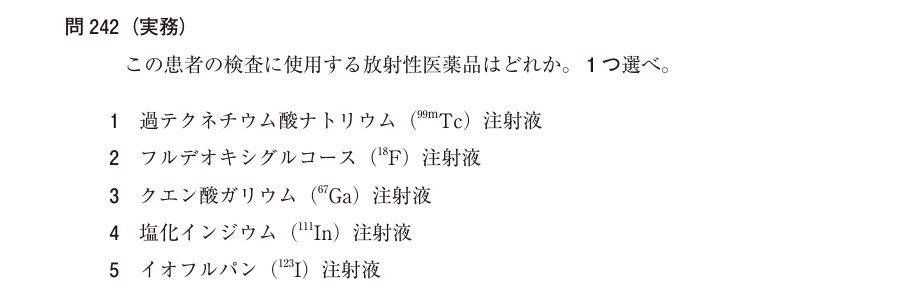 問 242（実務）
この患者の検査に使用する放射性医薬品はどれか。1 つ選べ。
1 過テクネチウム酸ナトリウム（99mTc）注射液
2 フルデオキシグルコース（18F）注射液
3 クエン酸ガリウム（67Ga）注射液
4 塩化インジウム（111In）注射液
5 イオフルパン（123I）注射液